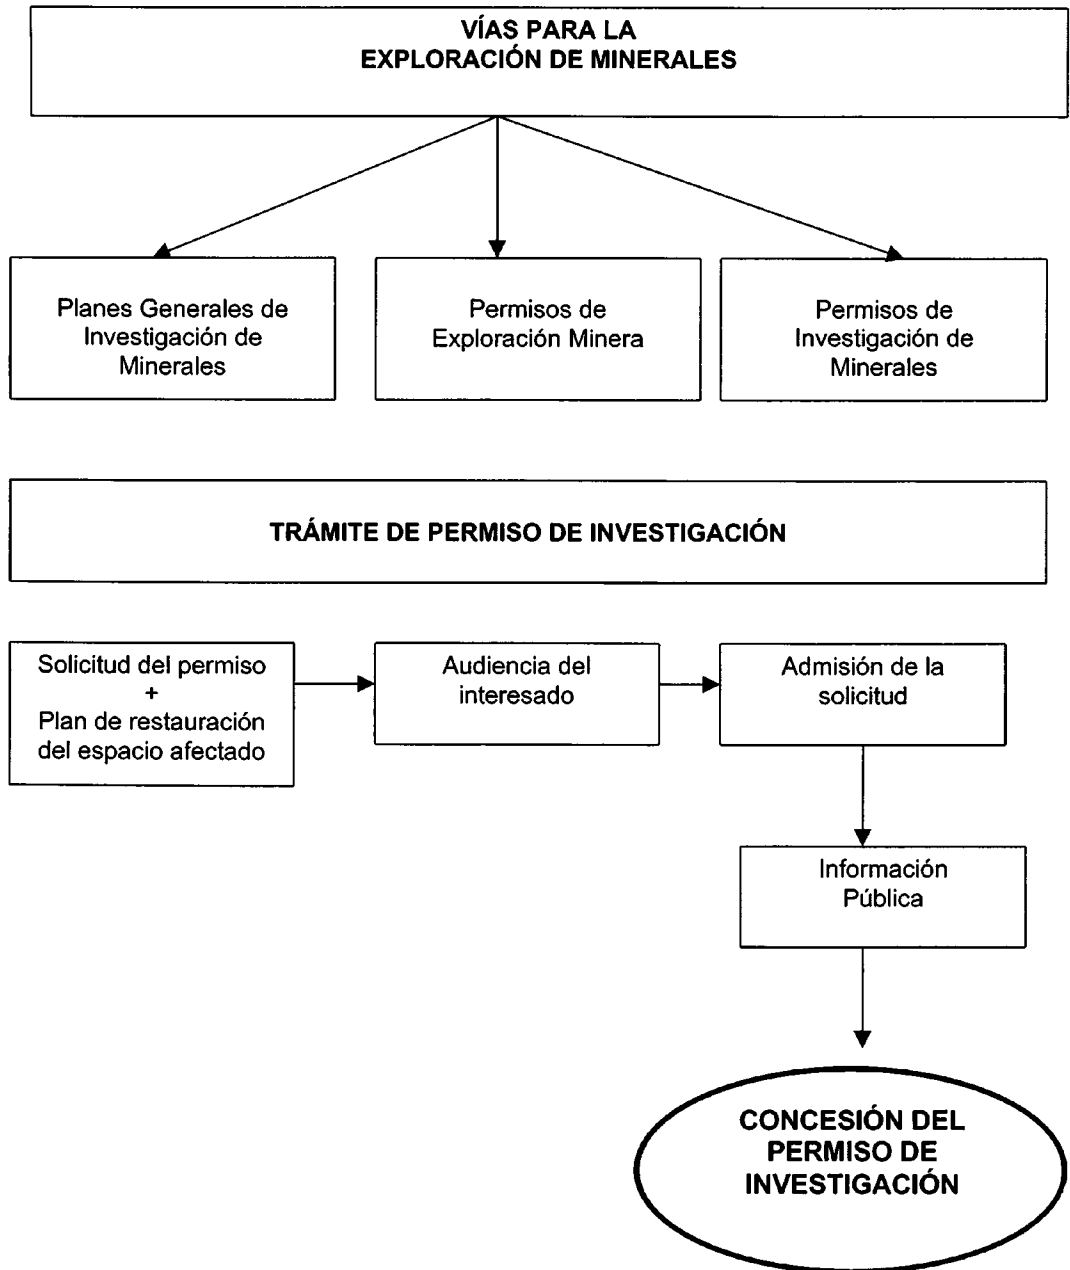 VÍAS PARA LA
EXPLORACIÓN DE MINERALES
Planes Generales de
Investigación de
Minerales
Permisos de
Exploración Minera
Permisos de
Investigación de
Minerales
TRÁMITE DE PERMISO DE INVESTIGACIÓN
Solicitud del permiso
+
Plan de restauración
del espacio afectado
Audiencia del
interesado
Admisión de la
solicitud
Información
Pública
CONCESIÓN DEL
PERMISO DE
INVESTIGACIÓN